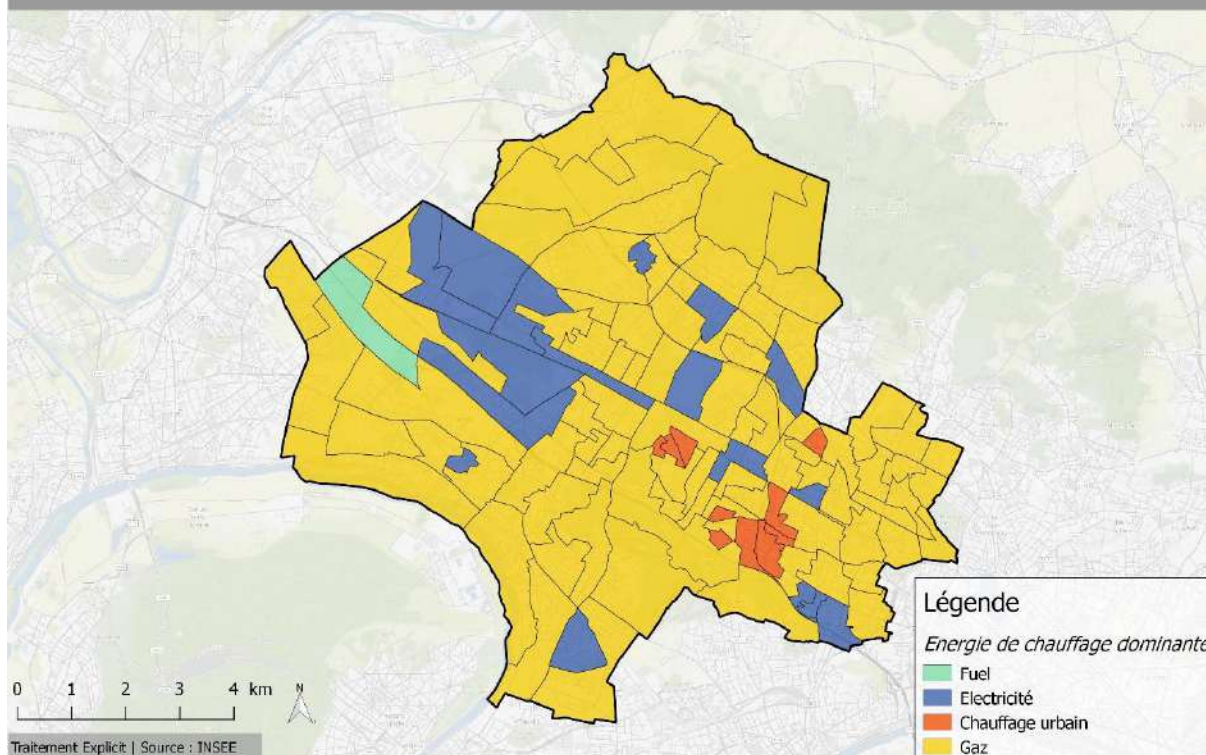 Légende
Energie de chauffage dominante
Fuel
Electricité
Chauffage urbain
Gaz
0 1 2 3 4 km
N
Traitement Explicit | Source : INSEE